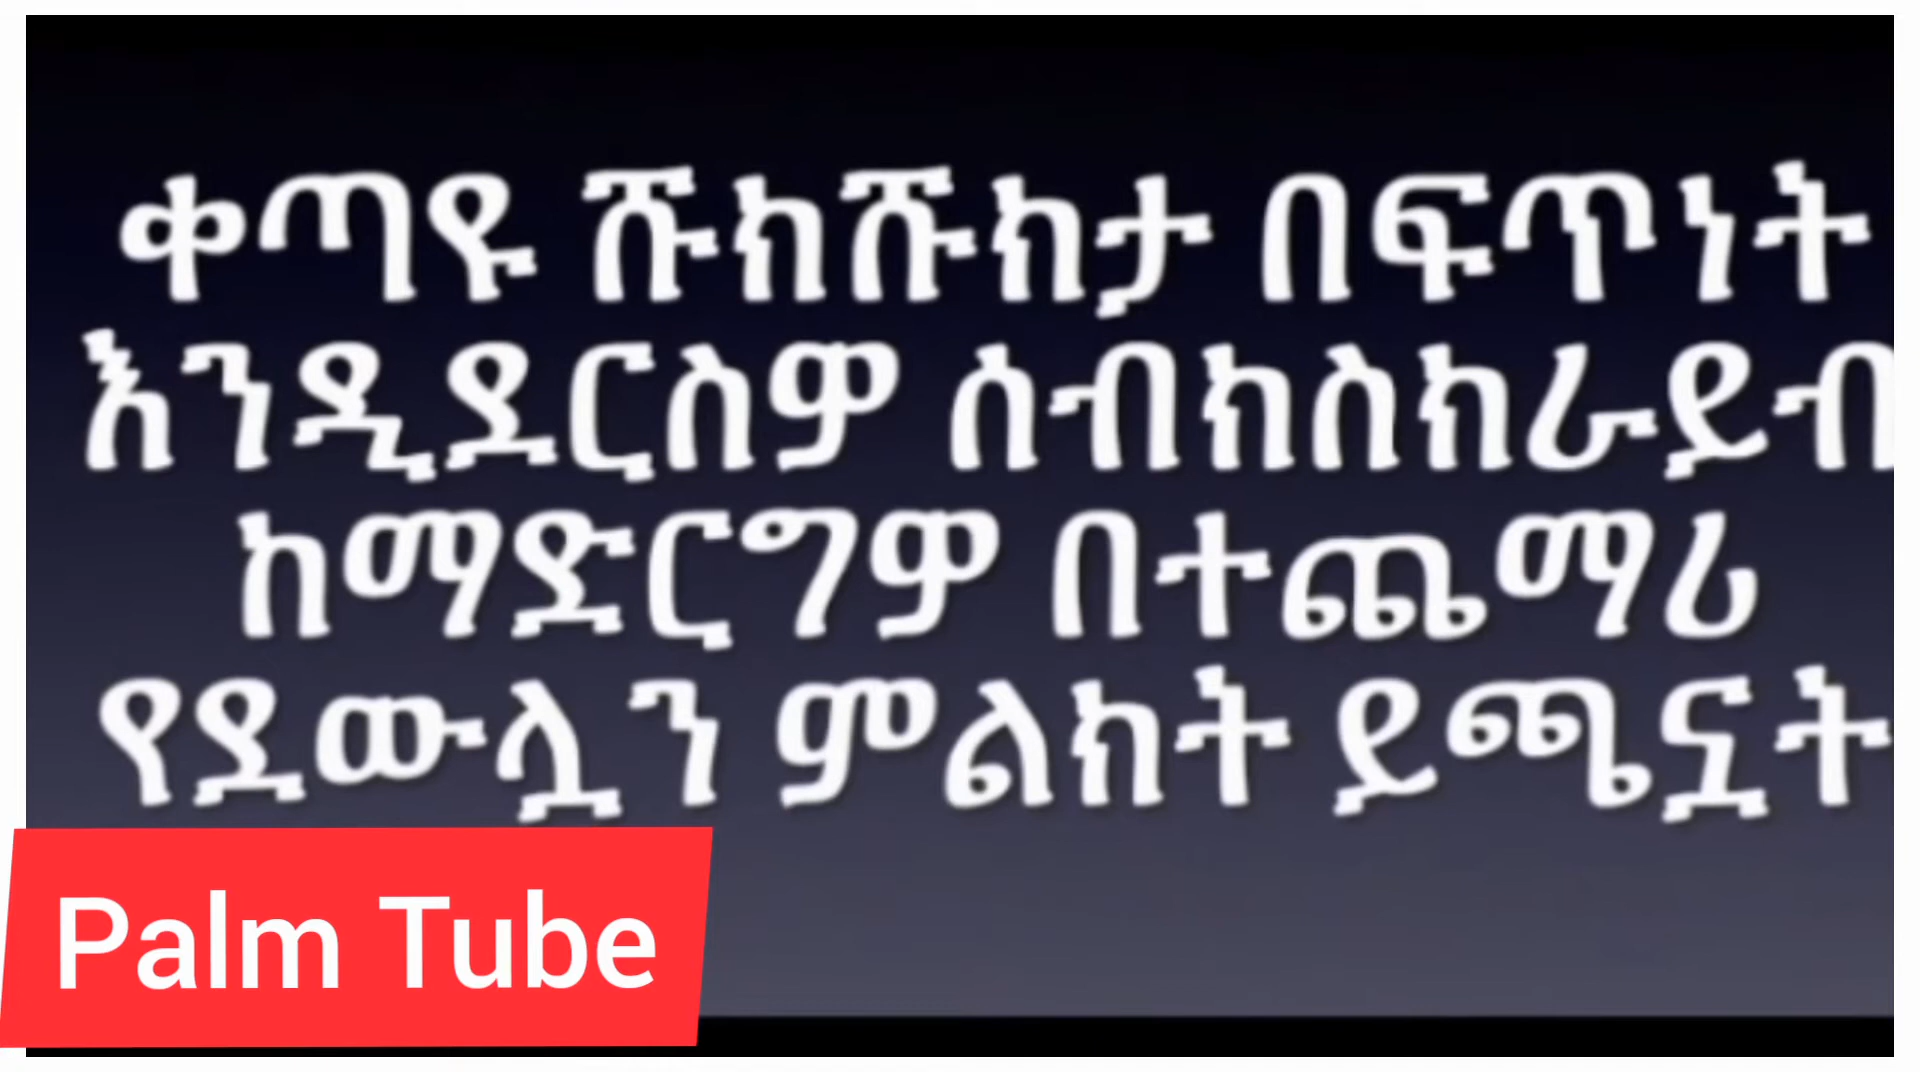 ቀጣዩ ሹክሹክታ በፍጥነት
እንዲደርስዎ ሰብክስክራይብ
ከማድርግዎ በተጨማሪ
የደውሏን ምልክት ይጫኗት
Palm Tube